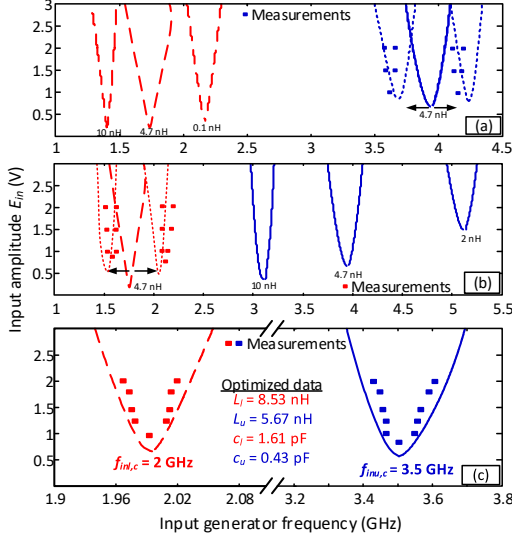 3
2.5
2
1.5
1
0.5
Measurements
10 nH
4.7 nH
0.1nH
4.7 nH
(a)
1 1.5 2 2.5 3 3.5 4 4.5
Input amplitude E_in (V)
3
2.5
2
1.5
1
0.5
4.7 nH
10 nH
4.7 nH
2 nH
Measurements
(b)
1 1.5 2 2.5 3 3.5 4 4.5 5 5.5
3
2.5
2
1.5
1
0.5
Measurements
Optimized data
L_l = 8.53 nH
L_u = 5.67 nH
c_l = 1.61 pF
c_u = 0.43 pF
f_inl,c = 2 GHz
f_inu,c = 3.5 GHz
(c)
1.9 1.96 2.02 2.08 3.2 3.4 3.6 3.8
Input generator frequency (GHz)